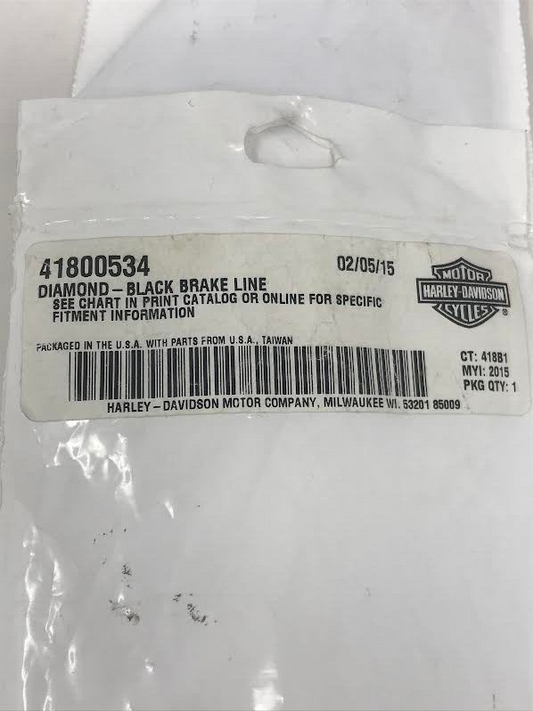 41800534 02/05/15
DIAMOND-BLACK BRAKE LINE
SEE CHART IN PRINT CATALOG OR ONLINE FOR SPECIFIC
FITMENT INFORMATION
MOTOR
HARLEY-DAVIDSON
CYCLES®
PACKAGED IN THE U.S.A. WITH PARTS FROM U.S.A., TAIWAN
CT: 41881
MYI: 2015
PKG QTY: 1
HARLEY-DAVIDSON MOTOR COMPANY, MILWAUKEE WI. 53201 85009